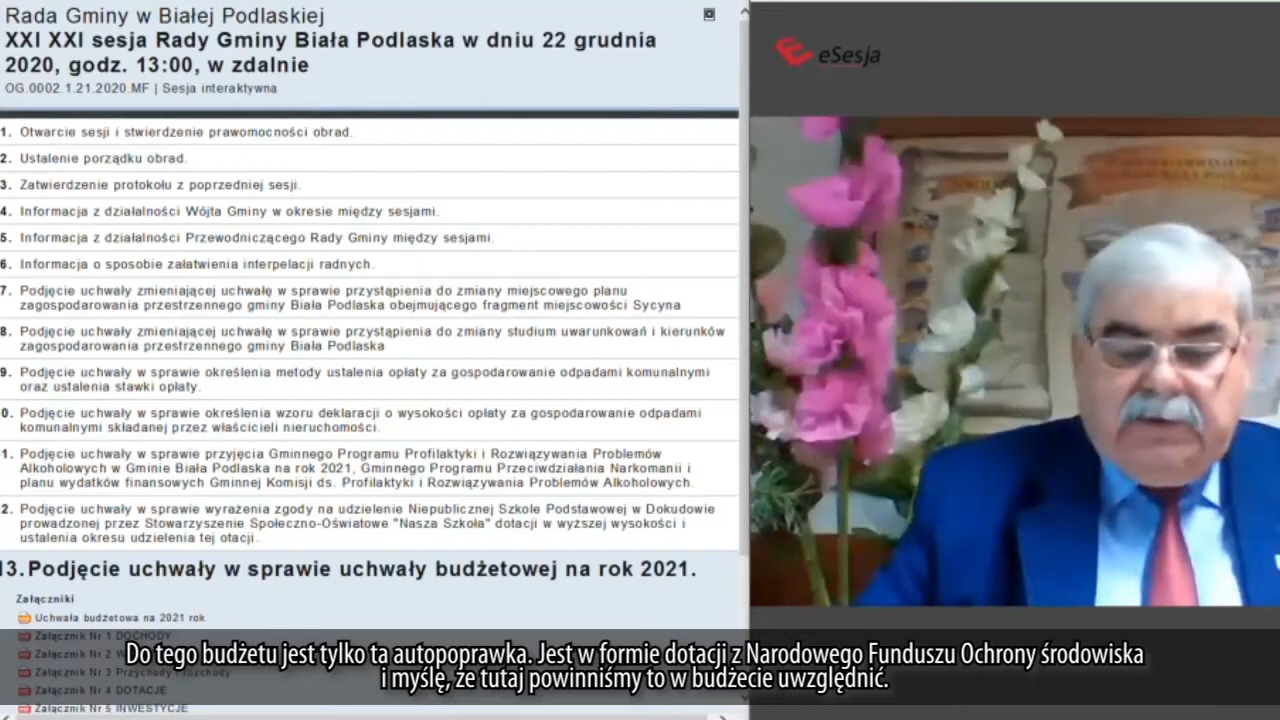 Rada Gminy w Białej Podlaskiej
XXI XXI sesja Rady Gminy Biała Podlaska w dniu 22 grudnia
2020, godz. 13:00, w zdalnie
OG.0002.1.21.2020.MF | Sesja interaktywna
1. Otwarcie sesji i stwierdzenie prawomocności obrad.
2. Ustalenie porządku obrad.
3. Zatwierdzenie protokołu z poprzedniej sesji.
4. Informacja z działalności Wójta Gminy w okresie między sesjami.
5. Informacja z działalności Przewodniczącego Rady Gminy między sesjami.
6. Informacja o sposobie załatwienia interpelacji radnych.
7. Podjęcie uchwały zmieniającej uchwałę w sprawie przystąpienia do zmiany miejscowego planu
zagospodarowania przestrzennego gminy Biała Podlaska obejmującego fragment miejscowości Sycyna
8. Podjęcie uchwały zmieniającej uchwałę w sprawie przystąpienia do zmiany studium uwarunkowań i kierunków
zagospodarowania przestrzennego gminy Biała Podlaska
9. Podjęcie uchwały w sprawie określenia metody ustalenia opłaty za gospodarowanie odpadami komunalnymi
oraz ustalenia stawki opłaty.
0. Podjęcie uchwały w sprawie określenia wzoru deklaracji o wysokości opłaty za gospodarowanie odpadami
komunalnymi składanej przez właścicieli nieruchomości.
1. Podjęcie uchwały w sprawie przyjęcia Gminnego Programu Profilaktyki i Rozwiązywania Problemów
Alkoholowych w Gminie Biała Podlaska na rok 2021, Gminnego Programu Przeciwdziałania Narkomanii i
planu wydatków finansowych Gminnej Komisji ds. Profilaktyki i Rozwiązywania Problemów Alkoholowych.
2. Podjęcie uchwały w sprawie wyrażenia zgody na udzielenie Niepublicznej Szkole Podstawowej w Dokudowie
prowadzonej przez Stowarzyszenie Społeczno-Oświatowe "Nasza Szkoła" dotacji w wyższej wysokości i
ustalenia okresu udzielenia tej otacji.
13. Podjęcie uchwały w sprawie uchwały budżetowej na rok 2021.
Załączniki
Uchwała budżetowa na 2021 rok
Załącznik Nr 1 DOCHODY
Załącznik Nr 2
Załącznik Nr 3 Przychody i rozchody
Załącznik Nr 4 DOTACJE
Załącznik Nr 5 INWESTYCJE
eSesja
Do tego budżetu jest tylko ta autopoprawka. Jest w formie dotacji z Narodowego Funduszu Ochrony środowiska
i myślę, że tutaj powinniśmy to w budżecie uwzględnić.